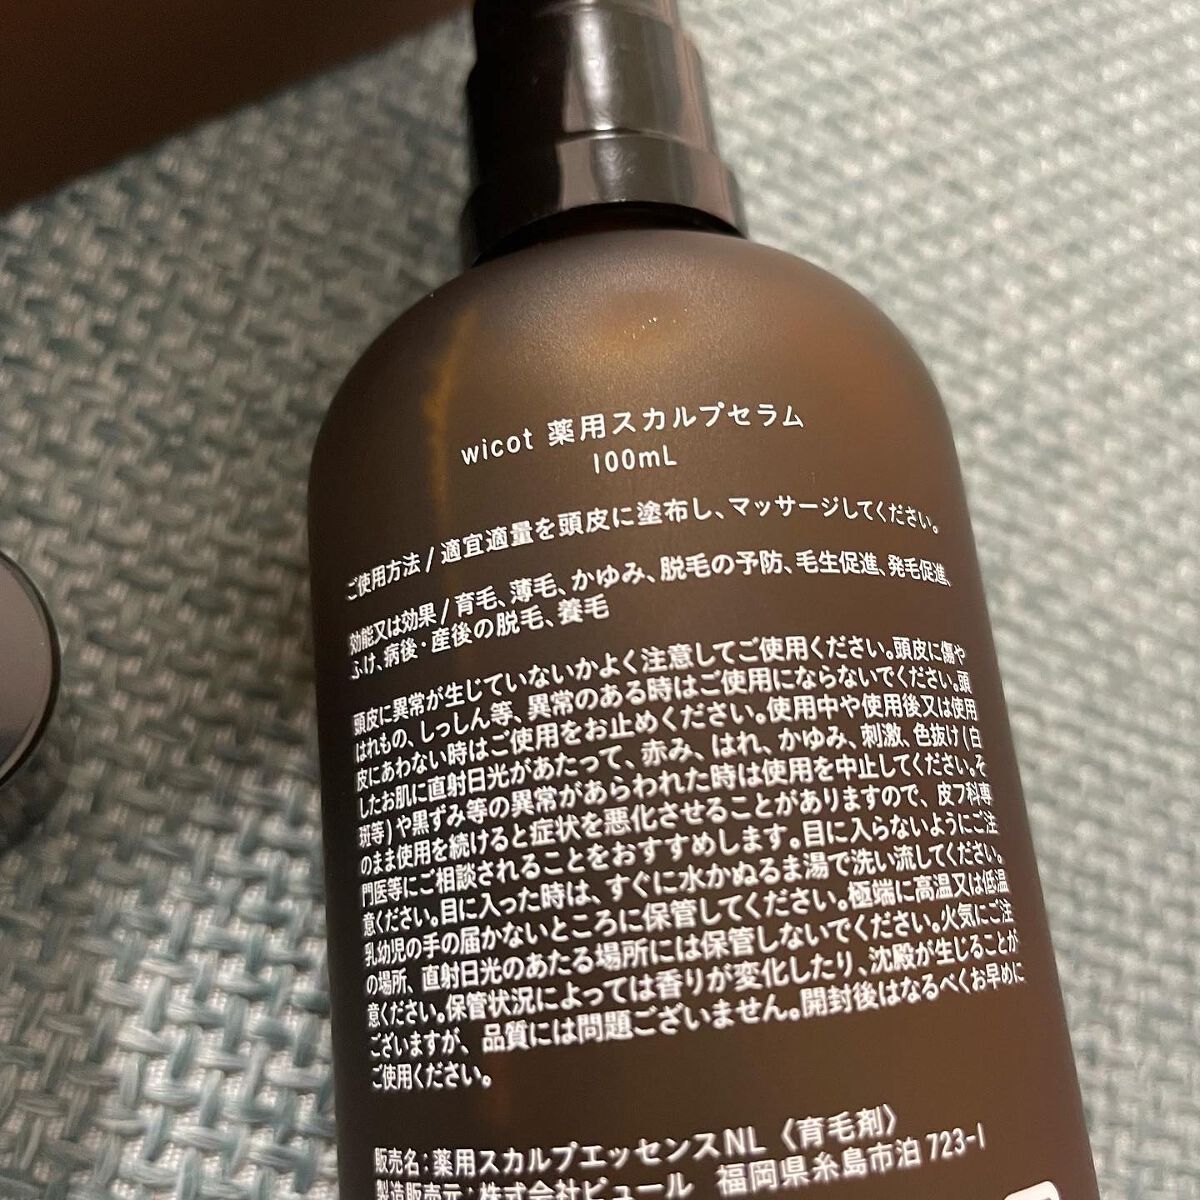 wicot 薬用スカルプセラム
100mL
ご使用方法 / 適宜適量を頭皮に塗布し、マッサージしてください。
効能又は効果 / 育毛、薄毛、かゆみ、脱毛の予防、毛生促進、発毛促進、
ふけ、病後・産後の脱毛、養毛
頭皮に異常が生じていないかよく注意してご使用ください。頭皮に傷や
はれもの、しっしん等、異常のある時はご使用にならないでください。頭
皮にあわない時はご使用をお止めください。使用中や使用後又は使用
したお肌に直射日光があたって、赤み、はれ、かゆみ、刺激、色抜け(白
斑等)や黒ずみ等の異常があらわれた時は使用を中止してください。そ
のまま使用を続けると症状を悪化させることがありますので、皮フ科専
門医等にご相談されることをおすすめします。目に入らないようにご注
意ください。目に入った時は、すぐに水かぬるま湯で洗い流してください。
乳幼児の手の届かないところに保管してください。極端に高温又は低温
の場所、直射日光のあたる場所には保管しないでください。火気にご注
意ください。保管状況によっては香りが変化したり、沈殿が生じることが
ございますが、品質には問題ございません。開封後はなるべくお早めに
ご使用ください。
販売名:薬用スカルプエッセンスNL 〈育毛剤〉
製造販売元:株式会社ピュール 福岡県糸島市泊 723-1